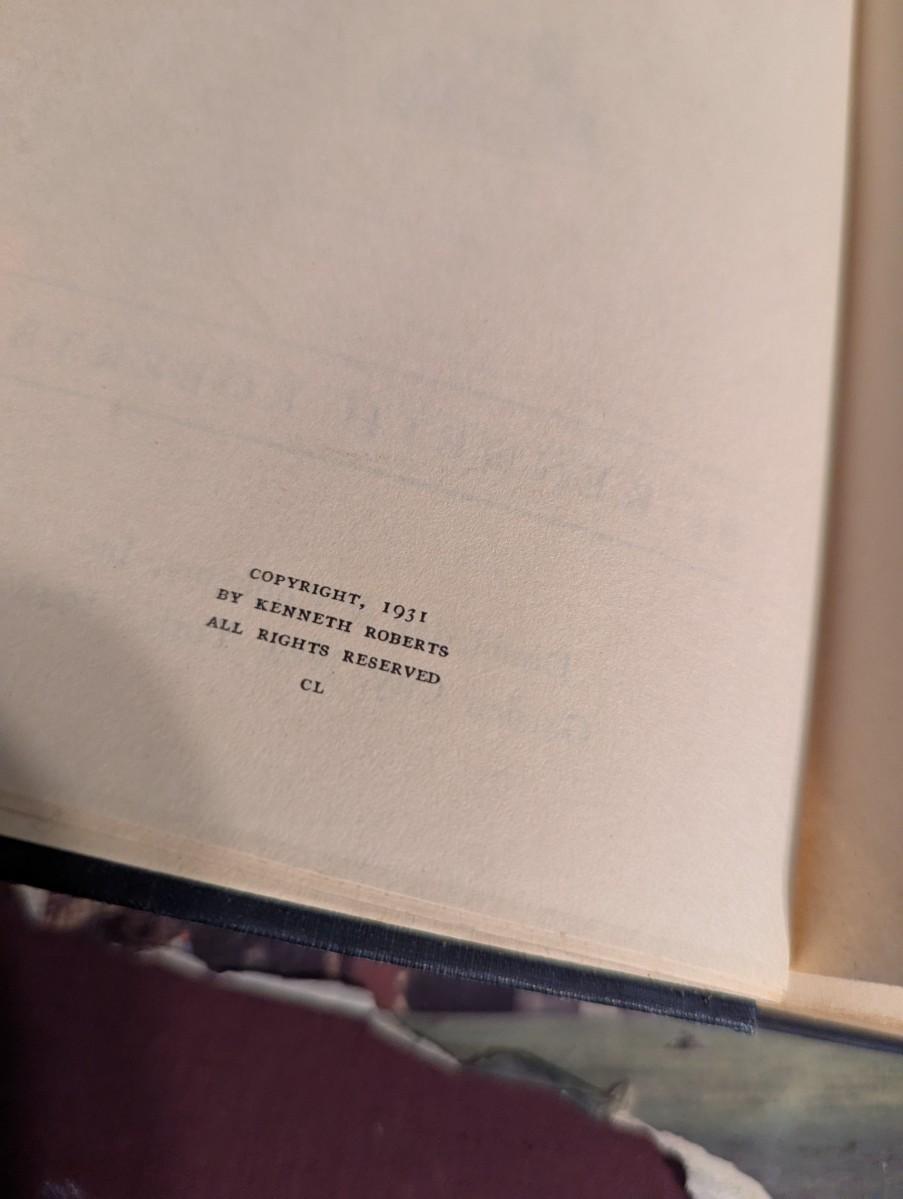 COPYRIGHT, 1931
BY KENNETH ROBERTS
ALL RIGHTS RESERVED
CL